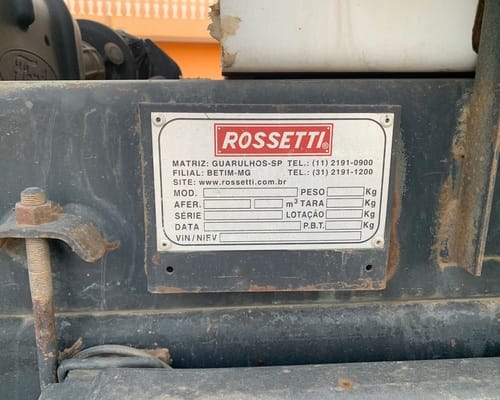 ROSSETTI®
MATRIZ: GUARULHOS-SP TEL.: (11) 2191-0900
FILIAL: BETIM-MG TEL.: (31) 2191-1200
SITE: www.rossetti.com.br
MOD. PESO Kg
AFER. m³ TARA Kg
SÉRIE LOTAÇÃO Kg
DATA P.B.T. Kg
VIN/NIEV